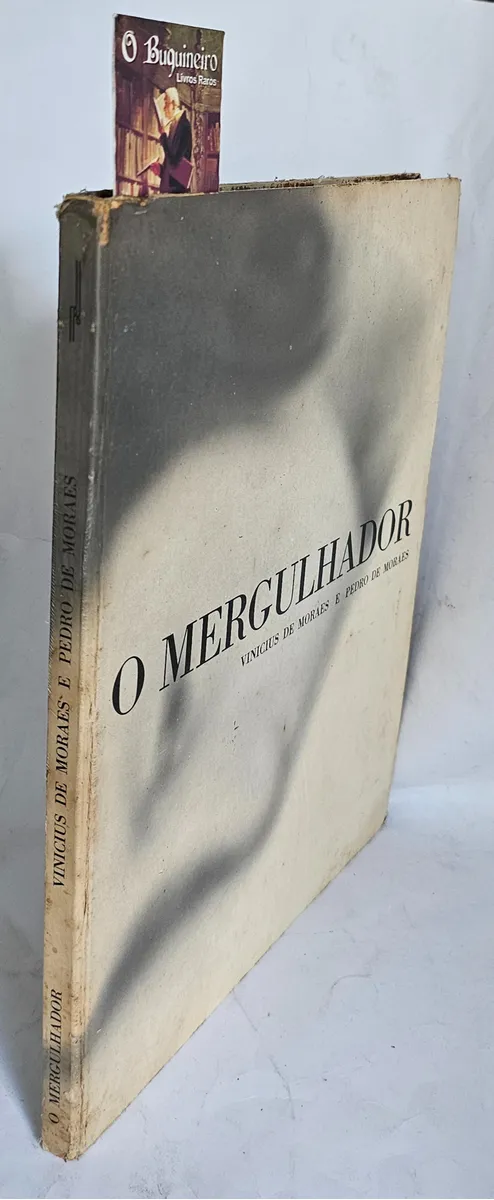 O Buquineiro
Livros Raros
O MERGULHADOR
VINICIUS DE MORAES E PEDRO DE MORAES
O MERGULHADOR
VINICIUS DE MORAES E PEDRO DE MORAES